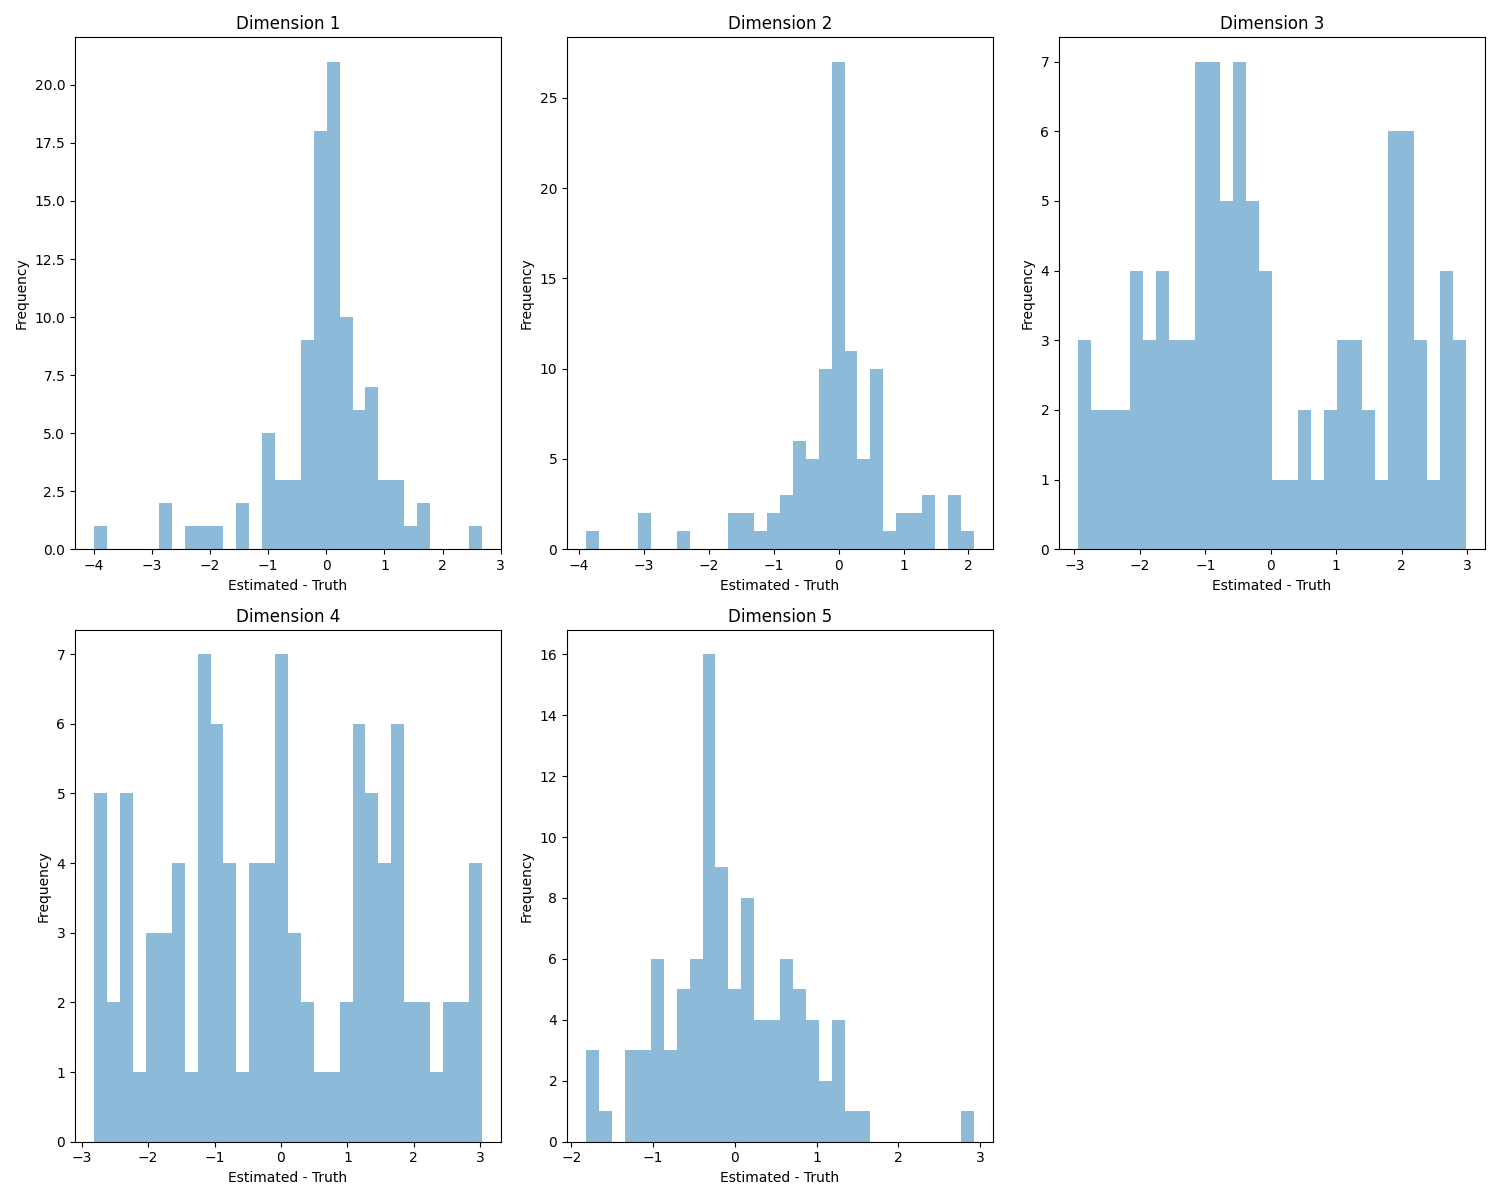 Dimension 1
Frequency
20.0
17.5
15.0
12.5
10.0
7.5
5.0
2.5
0.0
−4 −3 −2 −1 0 1 2 3
Estimated - Truth
Dimension 2
Frequency
25
20
15
10
5
0
−4 −3 −2 −1 0 1 2
Estimated - Truth
Dimension 3
Frequency
7
6
5
4
3
2
1
0
−3 −2 −1 0 1 2 3
Estimated - Truth
Dimension 4
Frequency
7
6
5
4
3
2
1
0
−3 −2 −1 0 1 2 3
Estimated - Truth
Dimension 5
Frequency
16
14
12
10
8
6
4
2
0
−2 −1 0 1 2 3
Estimated - Truth